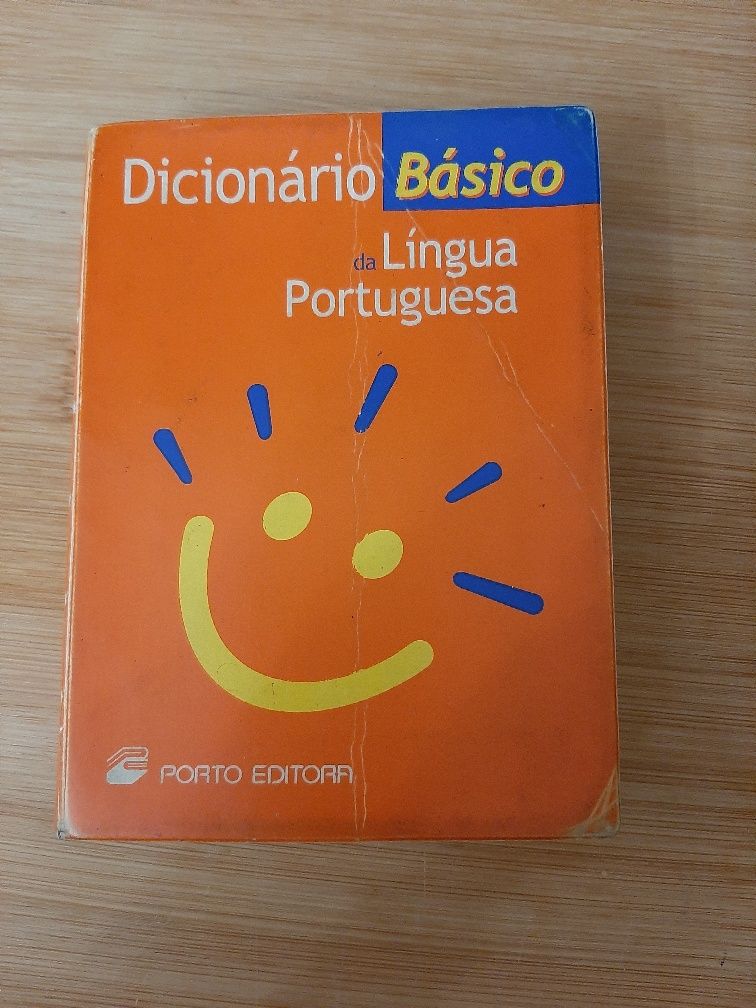 Dicionário Básico
da Língua
Portuguesa
PORTO EDITORA